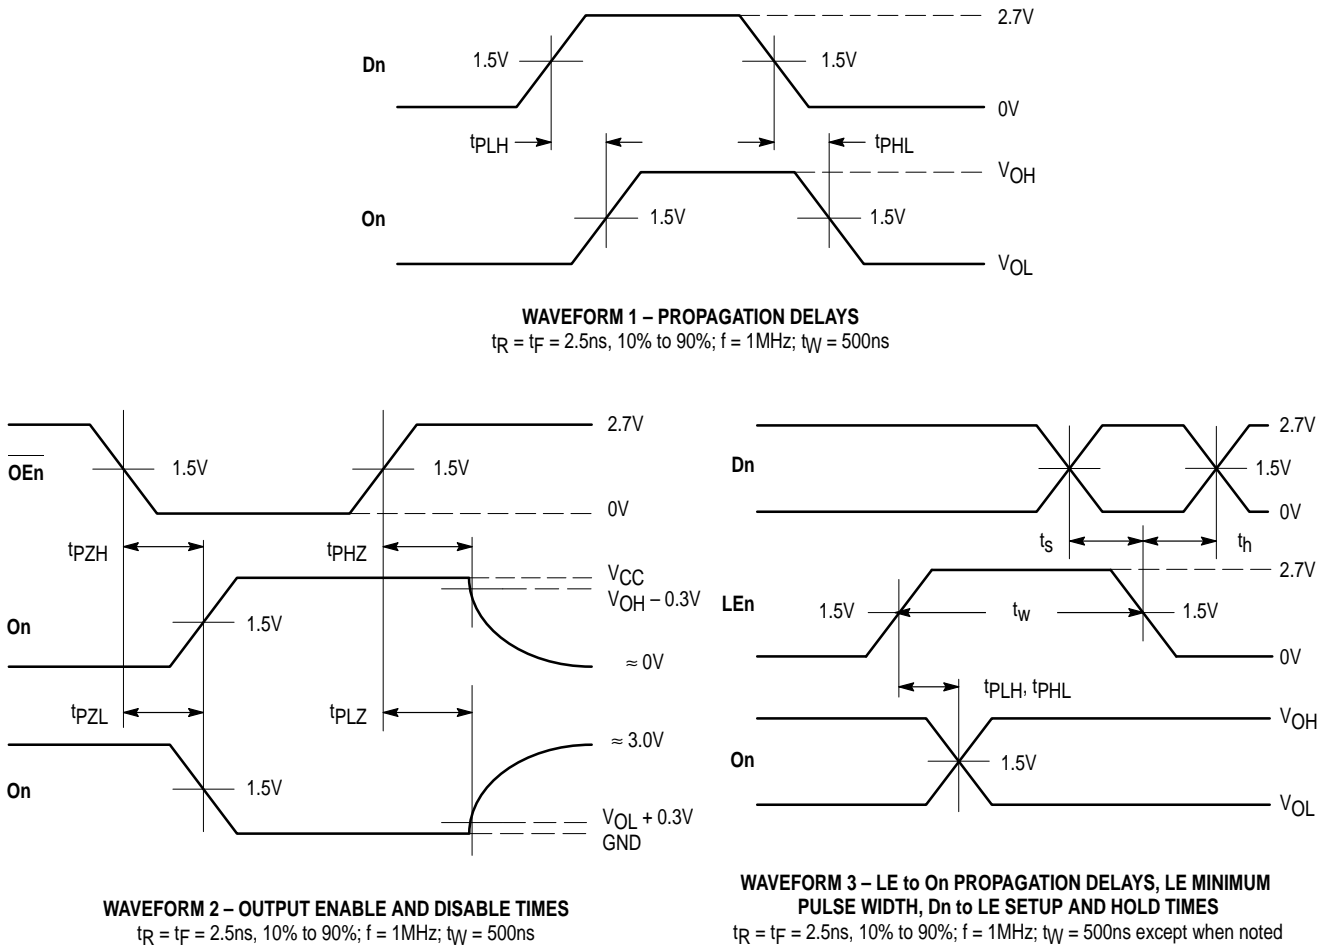 2.7V
Dn 1.5V 1.5V
0V
tPLH tPHL
VOH
On 1.5V 1.5V
VOL
WAVEFORM 1 – PROPAGATION DELAYS
tR = tF = 2.5ns, 10% to 90%; f = 1MHz; tW = 500ns
2.7V
OEn 1.5V 1.5V
0V
tPZH tPHZ
VCC
VOH – 0.3V
On 1.5V
≈ 0V
tPZL tPLZ
≈ 3.0V
On 1.5V
VOL + 0.3V
GND
WAVEFORM 2 – OUTPUT ENABLE AND DISABLE TIMES
tR = tF = 2.5ns, 10% to 90%; f = 1MHz; tW = 500ns
2.7V
Dn 1.5V
0V
ts th
2.7V
LEn 1.5V tw 1.5V
0V
tPLH, tPHL
VOH
On 1.5V
VOL
WAVEFORM 3 – LE to On PROPAGATION DELAYS, LE MINIMUM
PULSE WIDTH, Dn to LE SETUP AND HOLD TIMES
tR = tF = 2.5ns, 10% to 90%; f = 1MHz; tW = 500ns except when noted